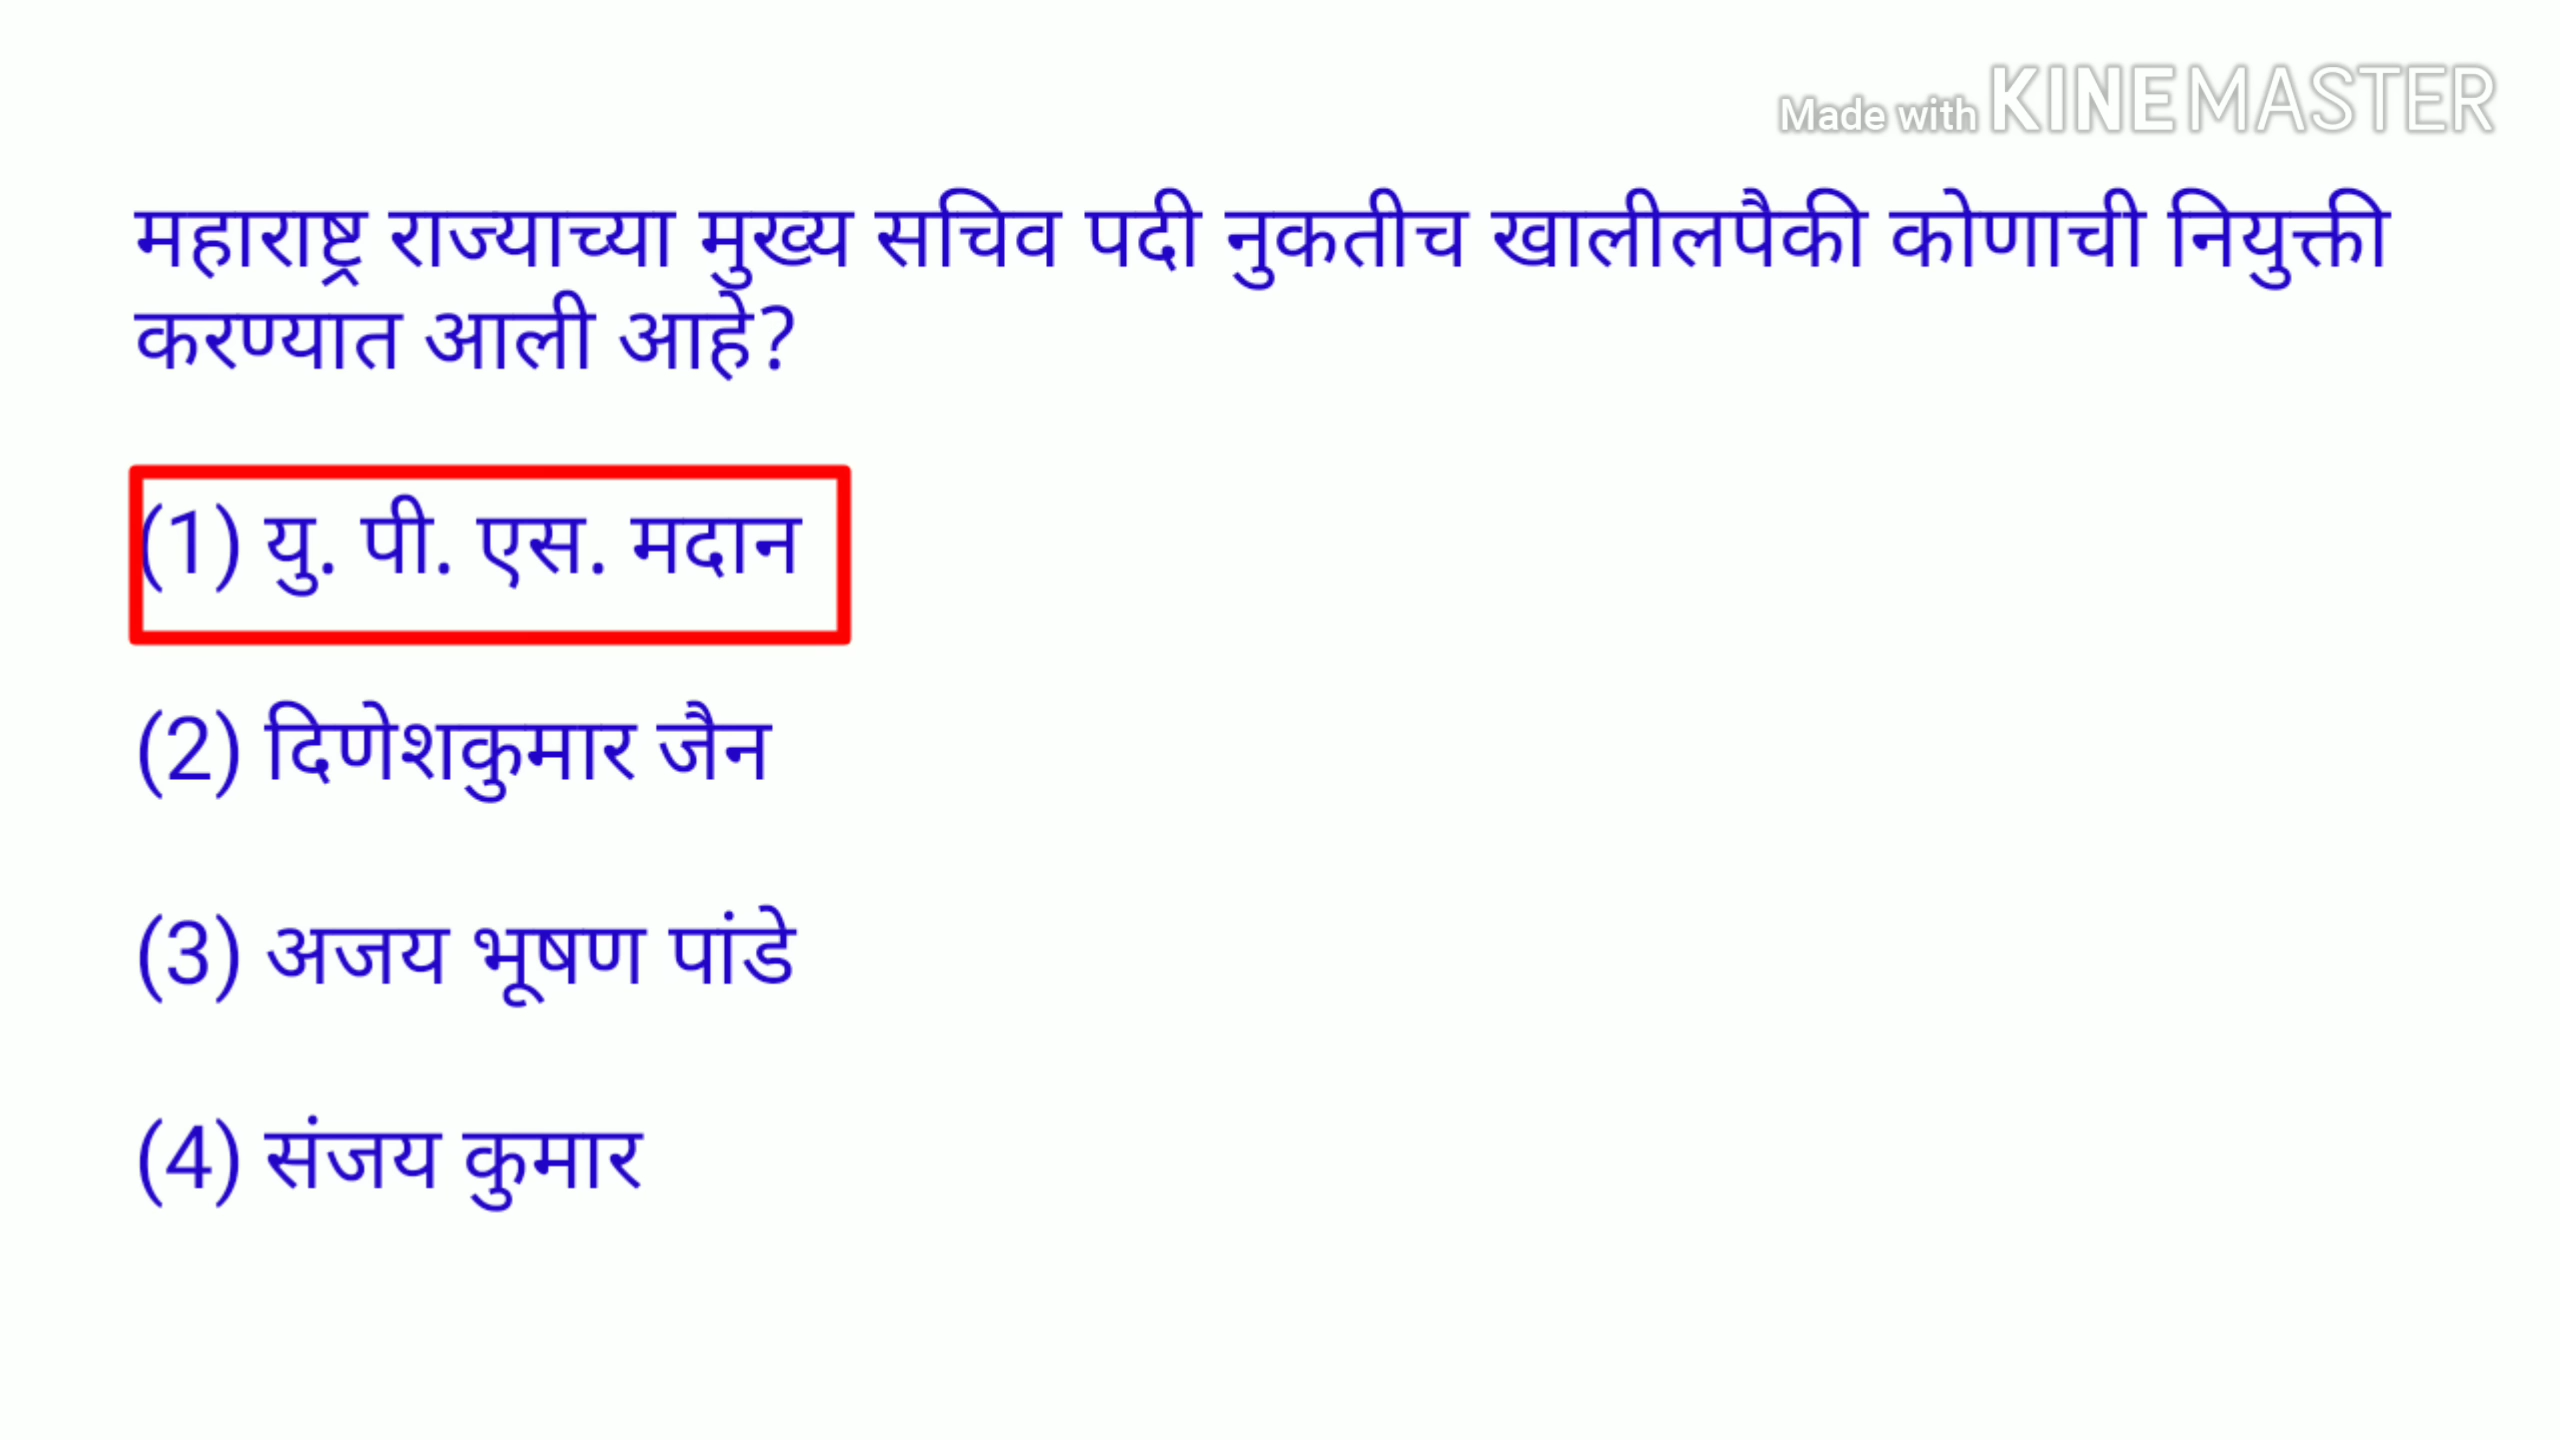 Made with KINEMASTER
महाराष्ट्र राज्याच्या मुख्य सचिव पदी नुकतीच खालीलपैकी कोणाची नियुक्ती
करण्यात आली आहे?
(1) यु. पी. एस. मदान
(2) दिणेशकुमार जैन
(3) अजय भूषण पांडे
(4) संजय कुमार